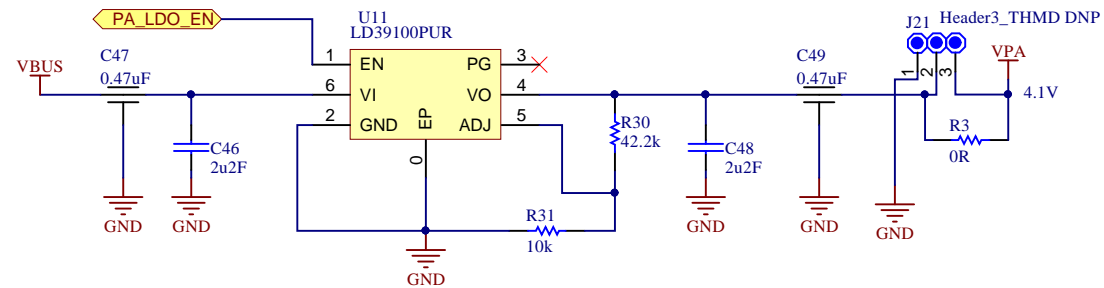 PA_LDO_EN
U11
LD39100PUR
J21
Header3_THMD DNP
VBUS
C47
0.47uF
1
EN
PG
3
C49
0.47uF
VPA
6
VI
VO
4
1
2
3
4.1V
2
GND
EP
ADJ
5
R30
42.2k
R3
0R
C46
2u2F
0
C48
2u2F
GND
GND
R31
10k
GND
GND
GND
GND